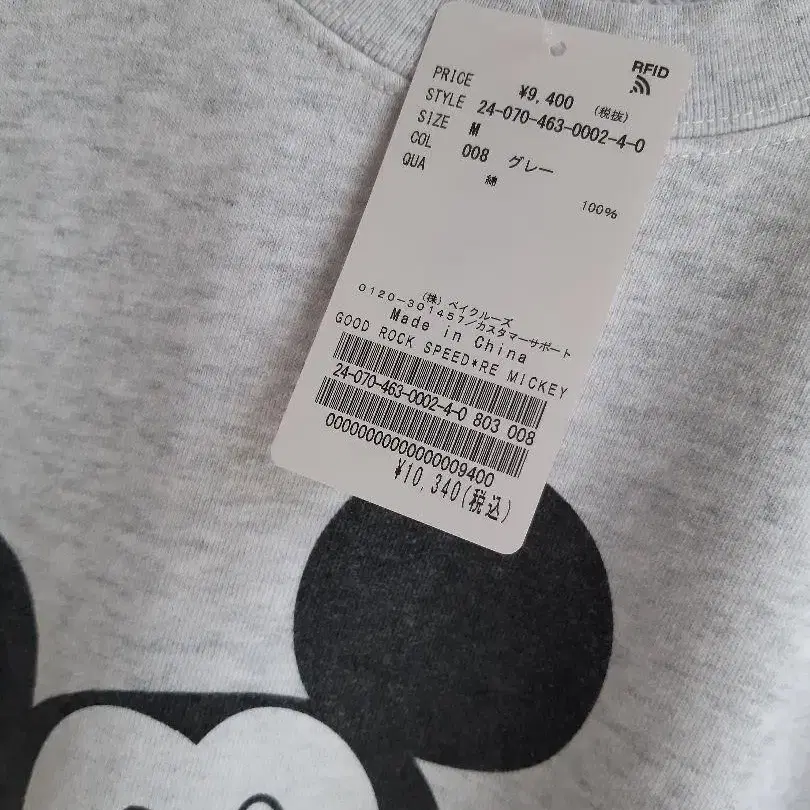 RFID
PRICE ¥9,400 (税抜)
STYLE 24-070-463-0002-4-0
SIZE M
COL 008 グレー
QUA 綿 100%
(株) ベイクルーズ
0120-301457/カスタマーサポート
Made in China
GOOD ROCK SPEED*RE MICKEY
24-070-463-0002-4-0 803 008
00000000000000009400
¥10,340(税込)